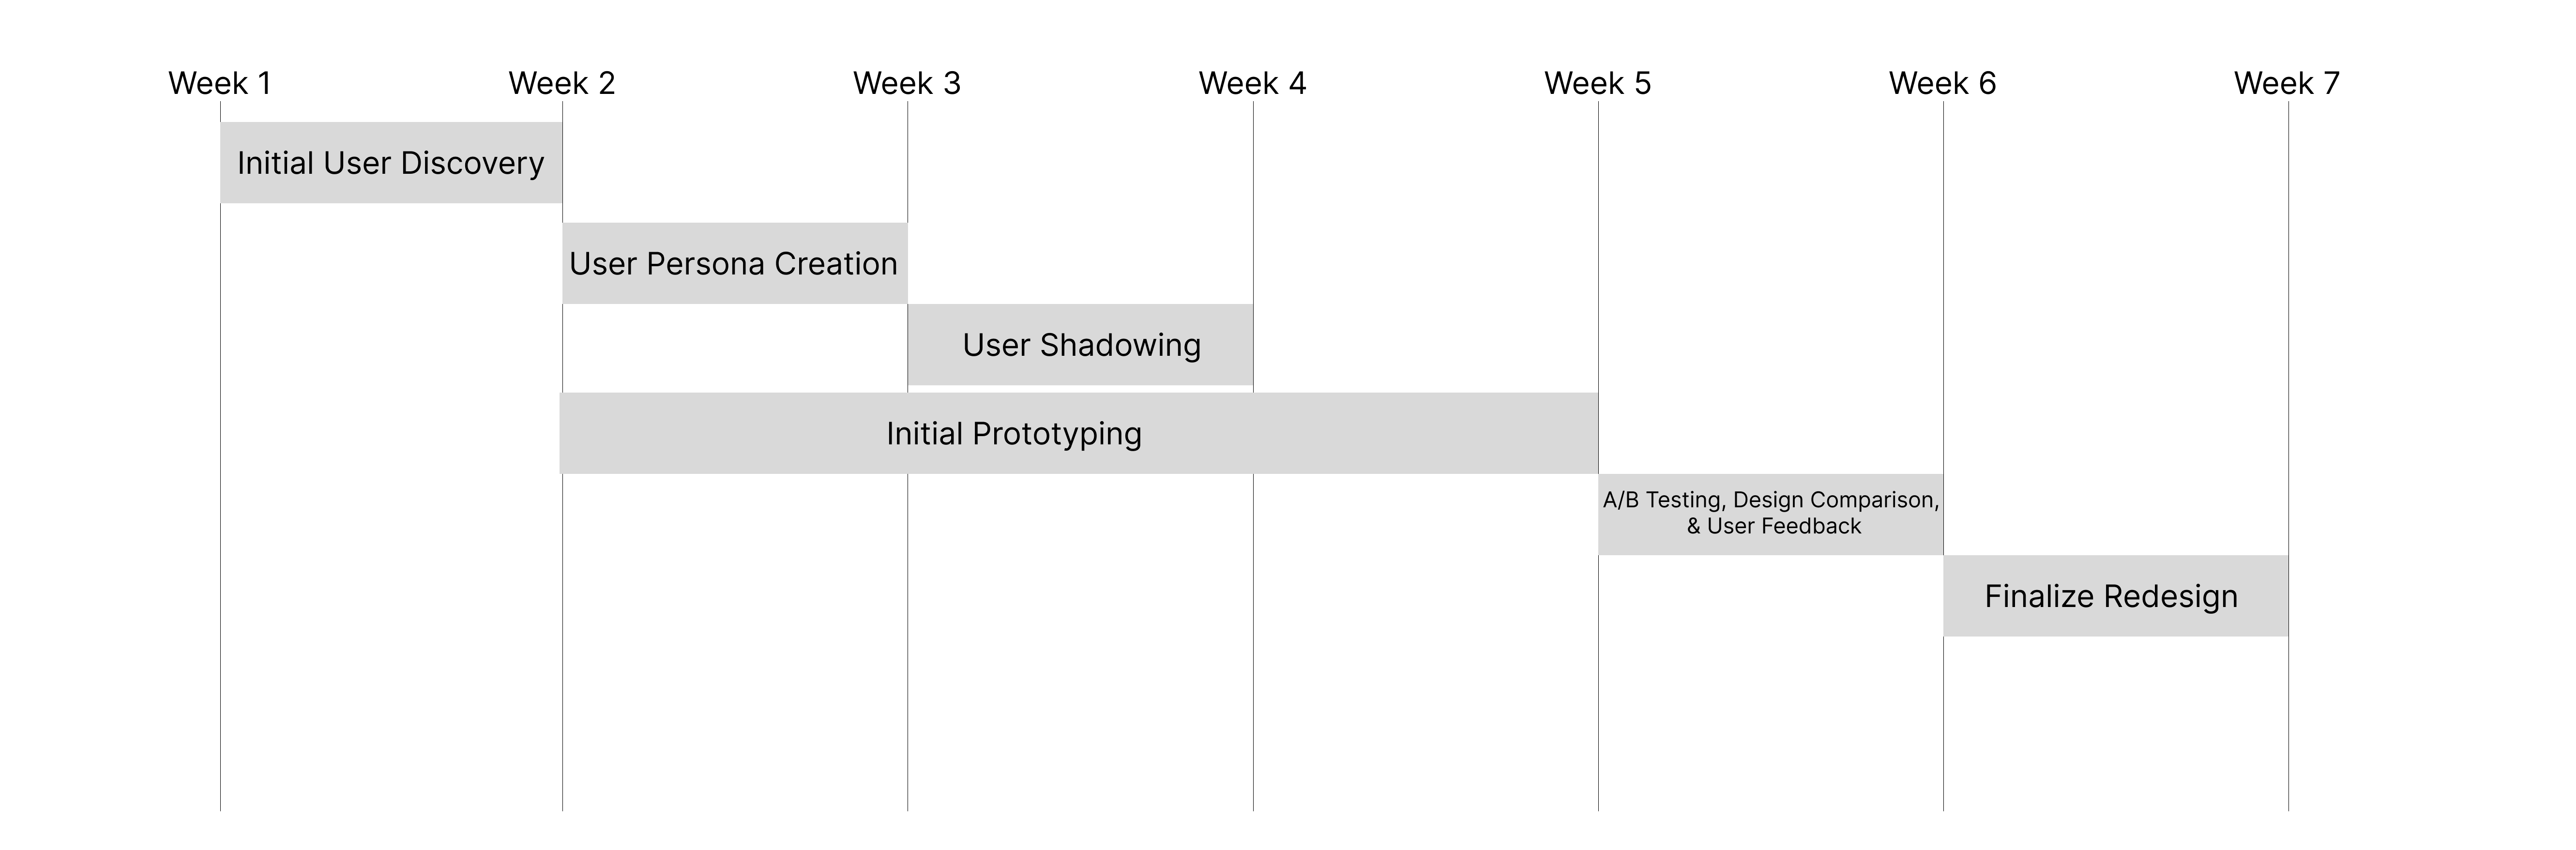 Week 1
Week 2
Week 3
Week 4
Week 5
Week 6
Week 7
Initial User Discovery
User Persona Creation
User Shadowing
Initial Prototyping
A/B Testing, Design Comparison,
& User Feedback
Finalize Redesign